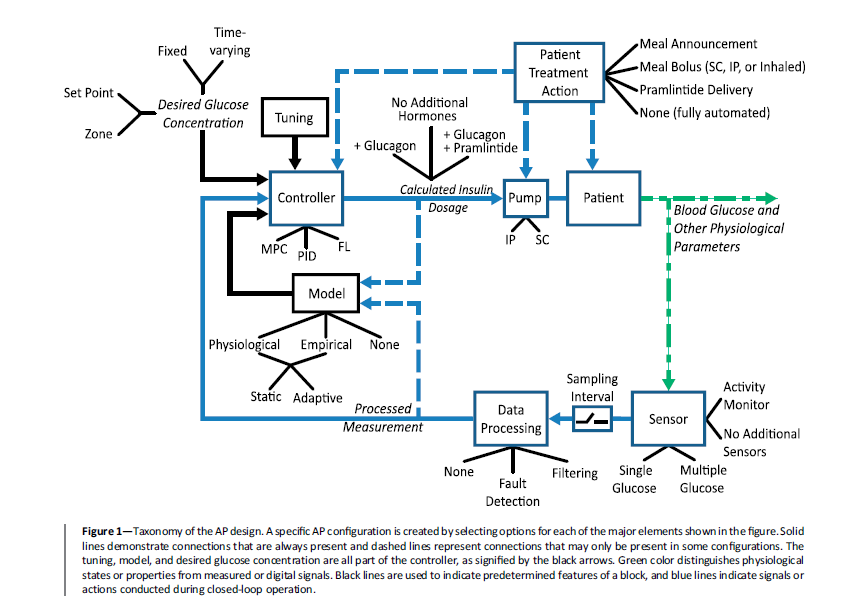 Time-
varying
Fixed
Set Point
Zone
Desired Glucose
Concentration
Tuning
No Additional
Hormones
+ Glucagon
+ Glucagon
+ Pramlintide
Patient
Treatment
Action
Meal Announcement
Meal Bolus (SC, IP, or Inhaled)
Pramlintide Delivery
None (fully automated)
Controller
Calculated Insulin
Dosage
Pump
Patient
Blood Glucose and
Other Physiological
Parameters
MPC
PID
FL
IP
SC
Model
Physiological
Empirical
None
Static
Adaptive
Processed
Measurement
Data
Processing
None
Fault
Detection
Filtering
Sampling
Interval
Sensor
Activity
Monitor
No Additional
Sensors
Single
Glucose
Multiple
Glucose
Figure 1—Taxonomy of the AP design. A specific AP configuration is created by selecting options for each of the major elements shown in the figure. Solid
lines demonstrate connections that are always present and dashed lines represent connections that may only be present in some configurations. The
tuning, model, and desired glucose concentration are all part of the controller, as signified by the black arrows. Green color distinguishes physiological
states or properties from measured or digital signals. Black lines are used to indicate predetermined features of a block, and blue lines indicate signals or
actions conducted during closed-loop operation.